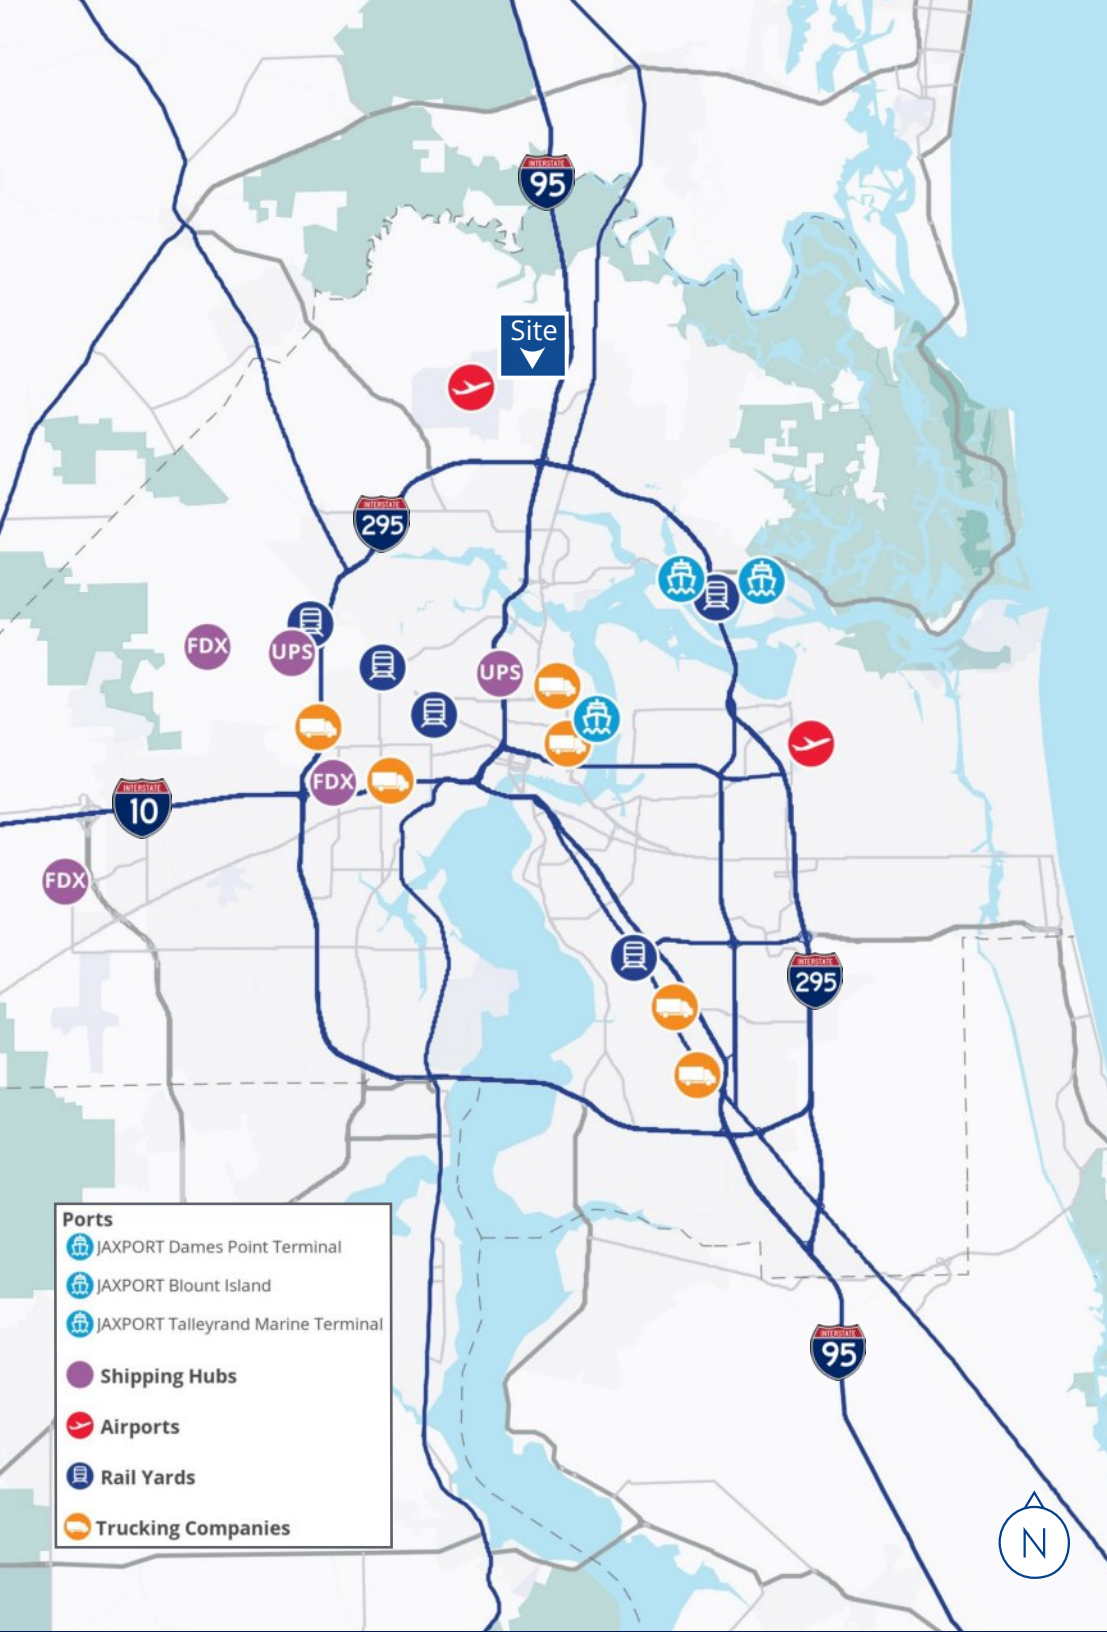 INTERSTATE
95
Site
INTERSTATE
295
FDX
UPS
UPS
FDX
INTERSTATE
10
FDX
INTERSTATE
295
Ports
JAXPORT Dames Point Terminal
JAXPORT Blount Island
JAXPORT Talleyrand Marine Terminal
Shipping Hubs
Airports
Rail Yards
Trucking Companies
INTERSTATE
95
N